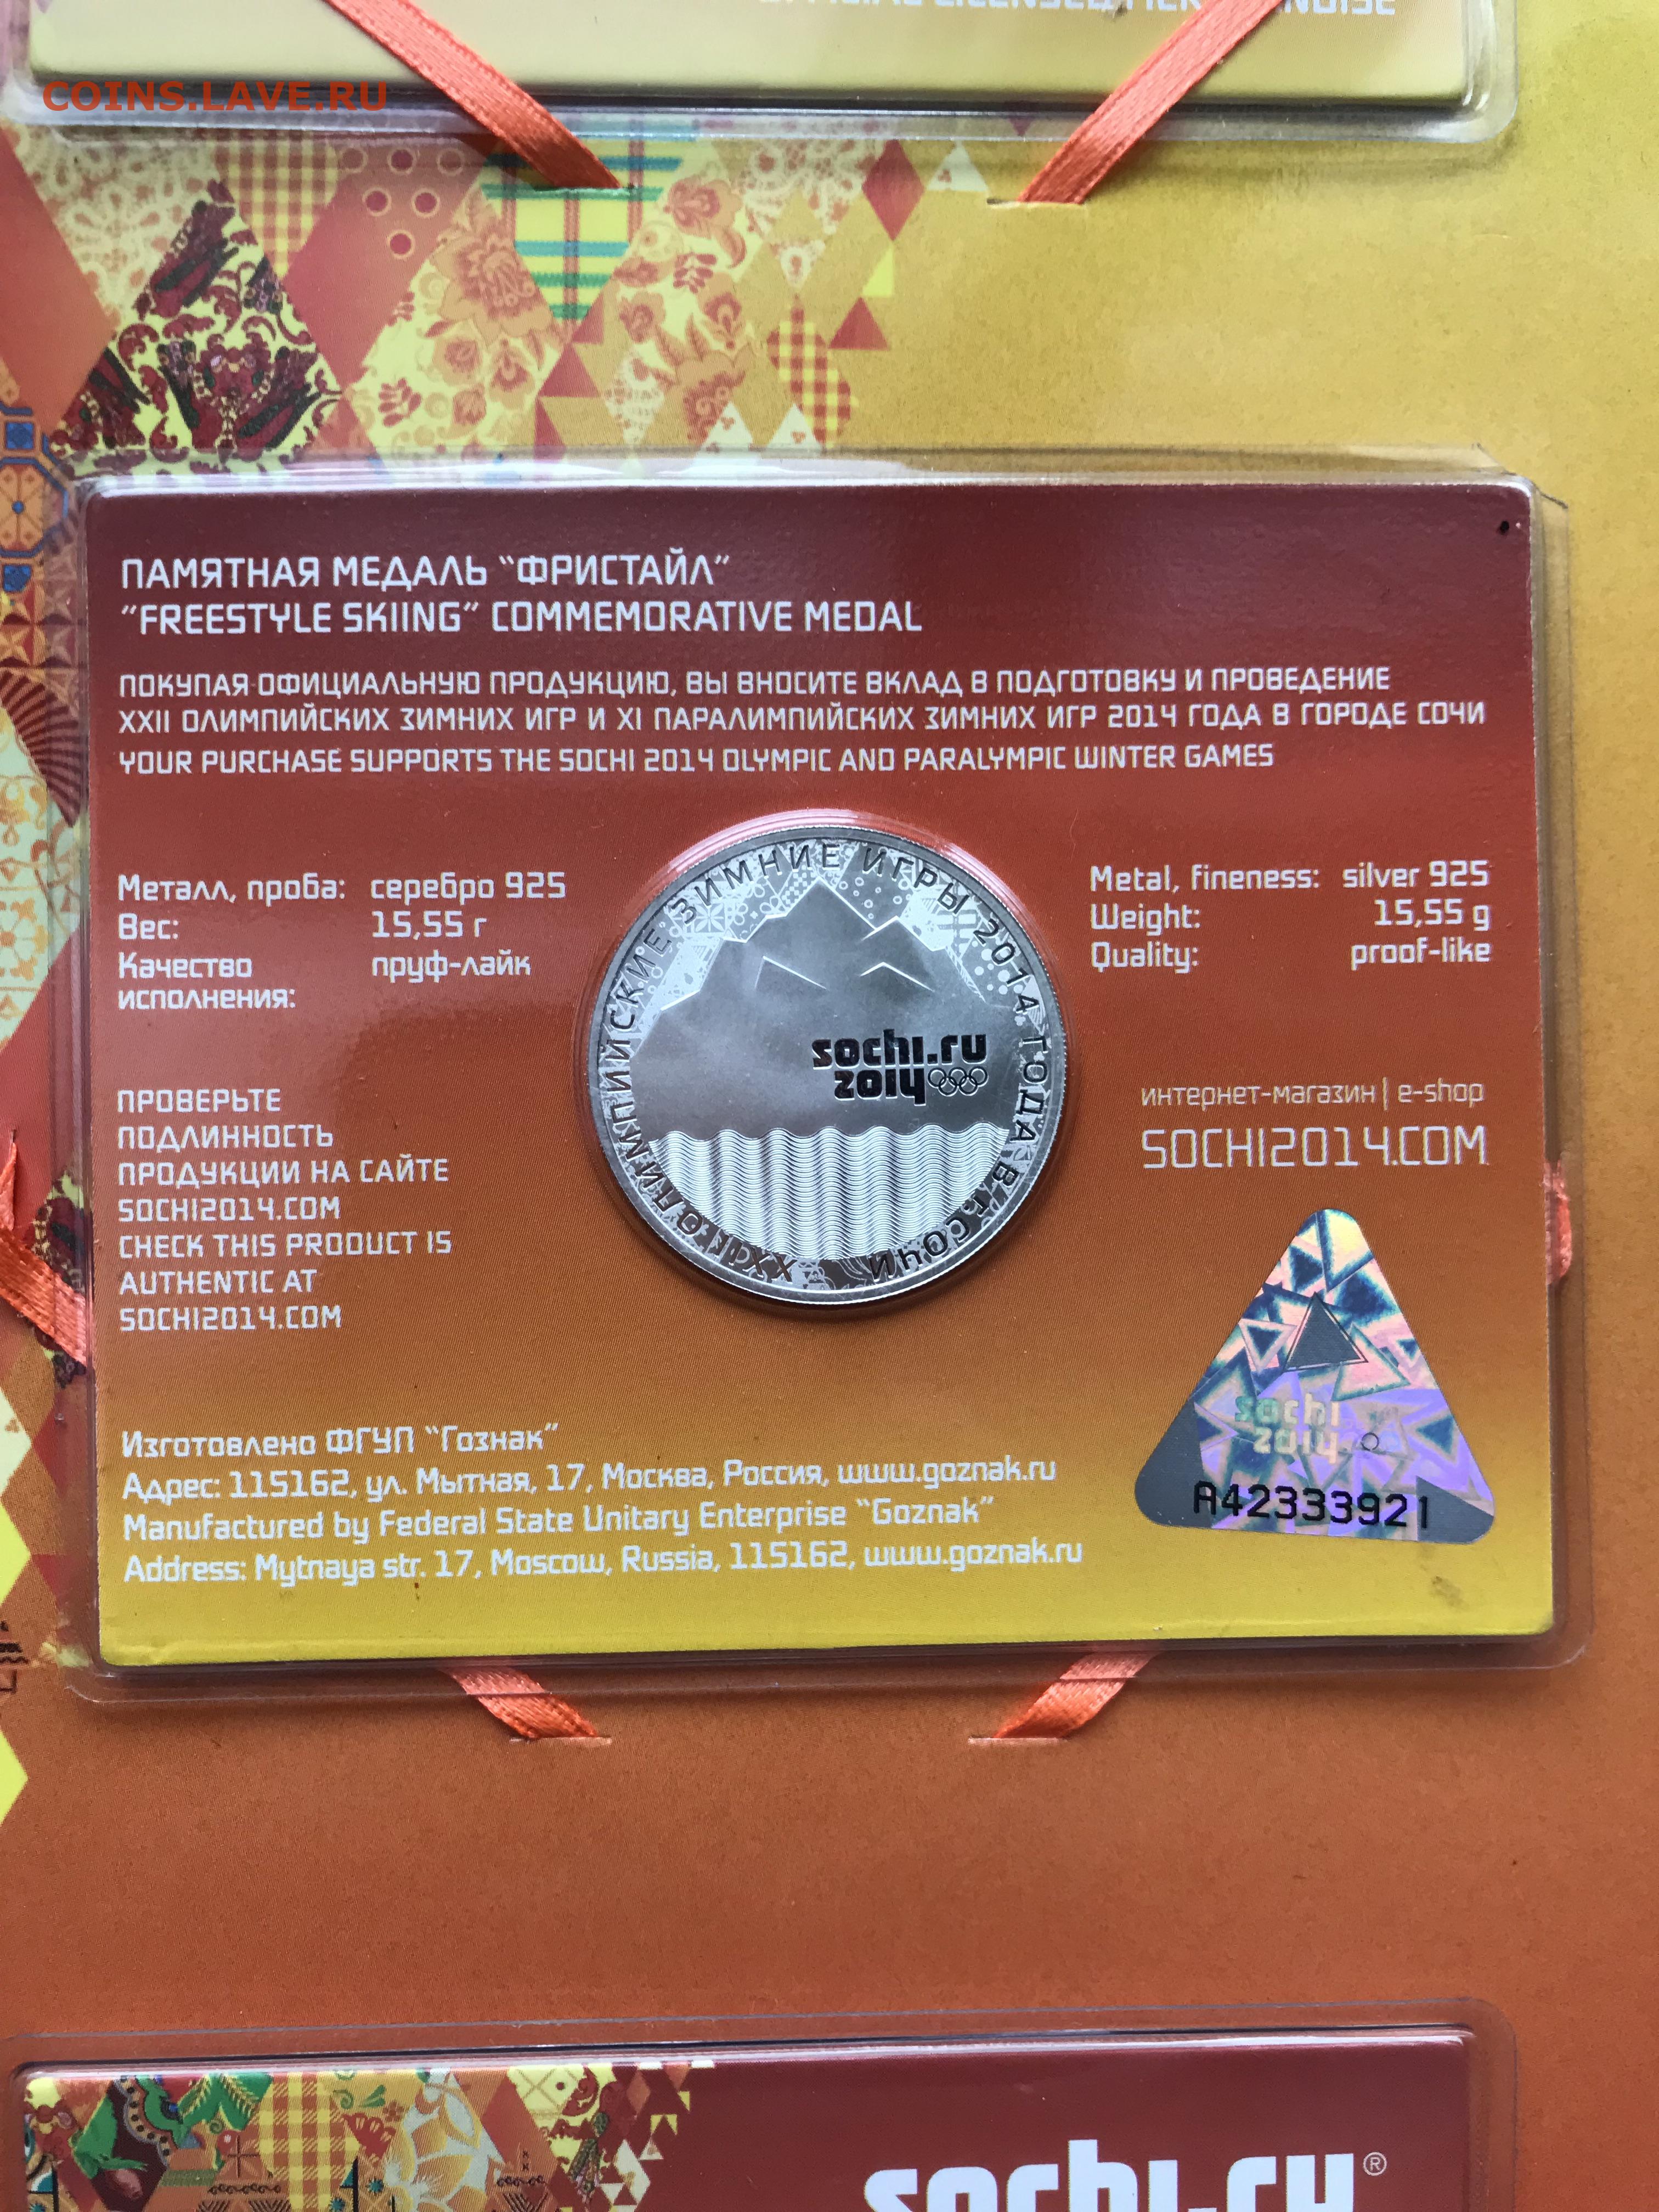 COINS.LAVE.RU
ПАМЯТНАЯ МЕДАЛЬ “ФРИСТАЙЛ”
“FREESTYLE SKIING” COMMEMORATIVE MEDAL
ПОКУПАЯ ОФИЦИАЛЬНУЮ ПРОДУКЦИЮ, ВЫ ВНОСИТЕ ВКЛАД В ПОДГОТОВКУ И ПРОВЕДЕНИЕ
XXII ОЛИМПИЙСКИХ ЗИМНИХ ИГР И XI ПАРАЛИМПИЙСКИХ ЗИМНИХ ИГР 2014 ГОДА В ГОРОДЕ СОЧИ
YOUR PURCHASE SUPPORTS THE SOCHI 2014 OLYMPIC AND PARALYMPIC WINTER GAMES
Металл, проба: серебро 925
Вес: 15,55 г
Качество пруф-лайк
исполнения:
XXII ОЛИМПИЙСКИЕ ЗИМНИЕ ИГРЫ 2014 ГОДА В Г. СОЧИ
sochi.ru
2014
Metal, fineness: silver 925
Weight: 15,55 g
Quality: proof-like
ПРОВЕРЬТЕ
ПОДЛИННОСТЬ
ПРОДУКЦИИ НА САЙТЕ
SOCHI2014.COM
CHECK THIS PRODUCT IS
AUTHENTIC AT
SOCHI2014.COM
интернет-магазин | e-shop
SOCHI2014.COM
sochi
2014
A42333921
Изготовлено ФГУП “Гознак”
Адрес: 115162, ул. Мытная, 17, Москва, Россия, www.goznak.ru
Manufactured by Federal State Unitary Enterprise “Goznak”
Address: Mytnaya str. 17, Moscow, Russia, 115162, www.goznak.ru
sochi.ru®